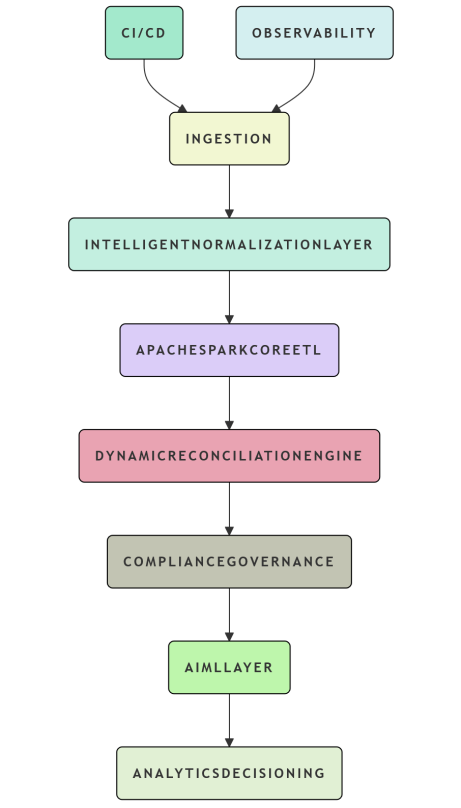 CI/CD
OBSERVABILITY
INGESTION
INTELLIGENTNORMALIZATIONLAYER
APACHESPARKCOREETL
DYNAMICRECONCILIATIONENGINE
COMPLIANCEGOVERNANCE
AIMLLAYER
ANALYTICSDECISIONING